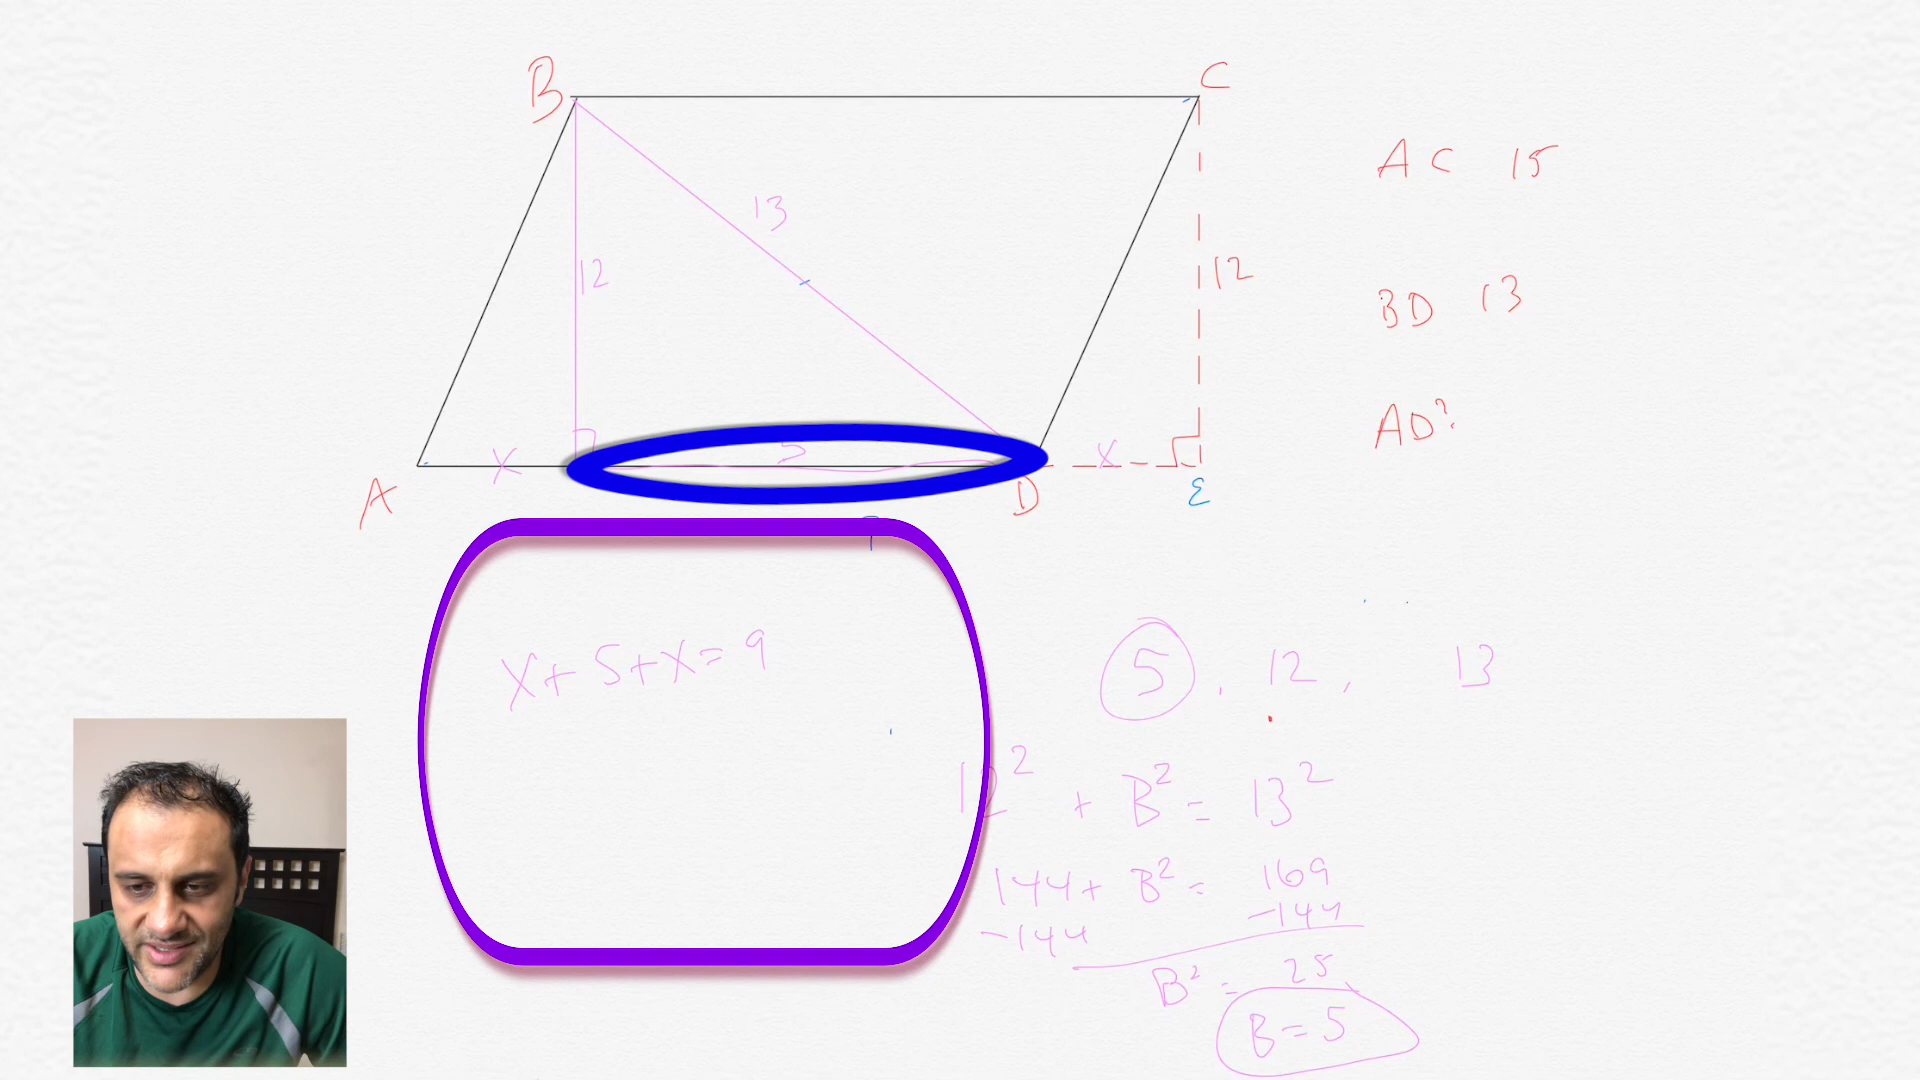 B
C
A C 15
13
12
12
BD 13
AD?
X
5
X
A
D
E
X + 5 + X = 9
5, 12, 13
12² + B² = 13²
144 + B² = 169
-144 -144
B² = 25
B = 5